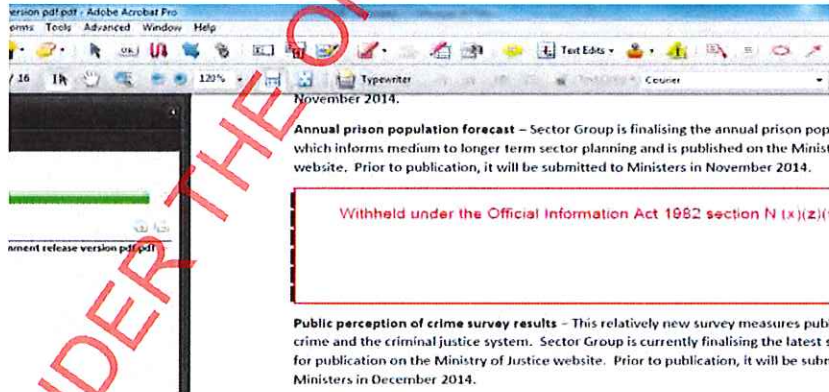 ersion pdf.pdf - Adobe Acrobat Pro
orms Tools Advanced Window Help
Text Edits
/ 16 120% Typewriter Courier
November 2014.
Annual prison population forecast – Sector Group is finalising the annual prison pop
which informs medium to longer term sector planning and is published on the Minist
website. Prior to publication, it will be submitted to Ministers in November 2014.
Withheld under the Official Information Act 1982 section N (x)(z)(
nment release version pdf.pdf
Public perception of crime survey results – This relatively new survey measures publ
crime and the criminal justice system. Sector Group is currently finalising the latest s
for publication on the Ministry of Justice website. Prior to publication, it will be subm
Ministers in December 2014.
UNDER THE O